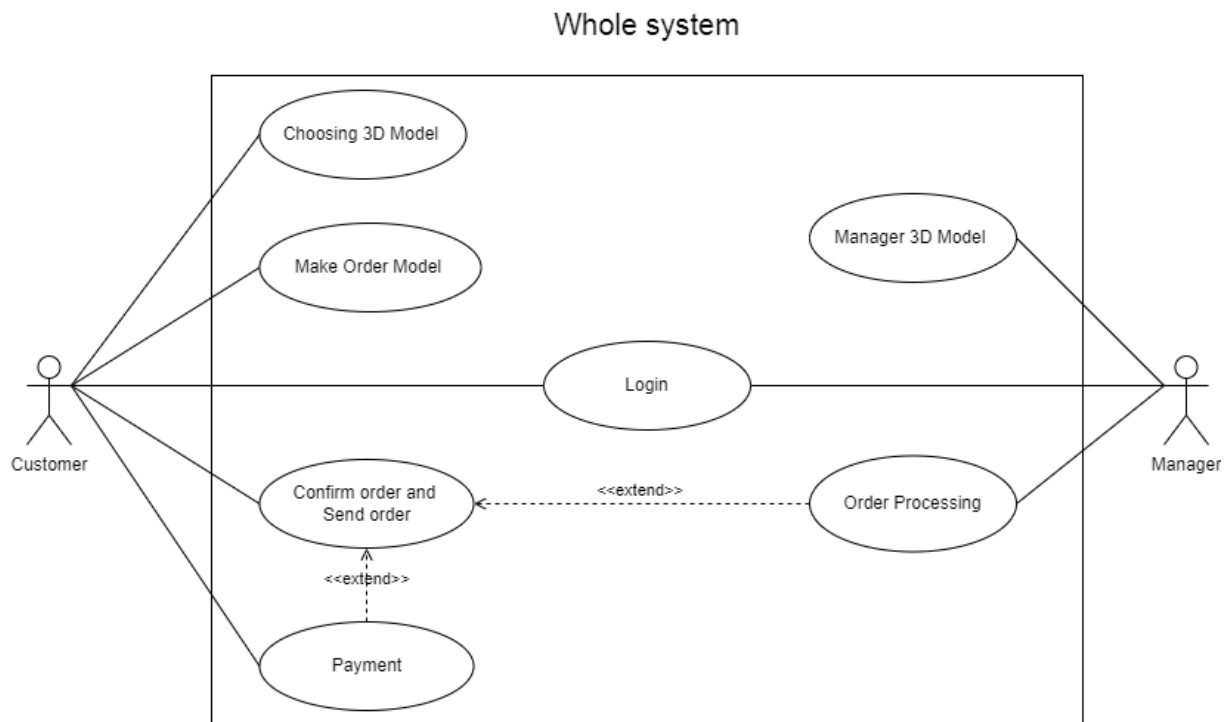 Whole system
Choosing 3D Model
Manager 3D Model
Make Order Model
Login
Customer
Manager
Confirm order and
Send order
<<extend>>
Order Processing
<<extend>>
Payment